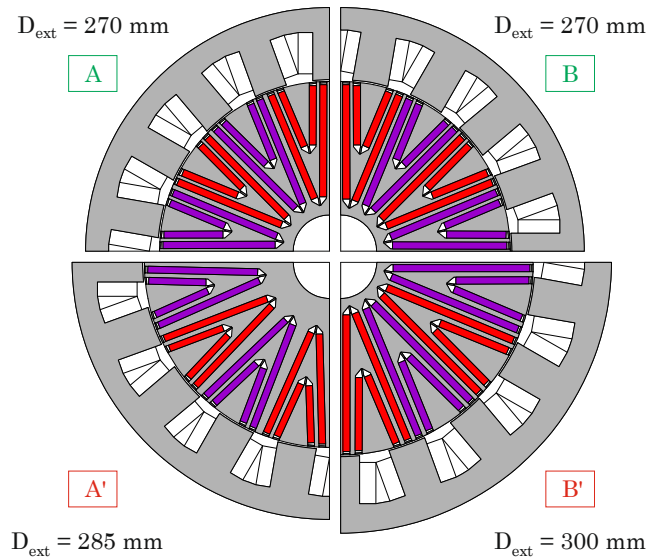 D_ext = 270 mm
D_ext = 270 mm
A
B
A'
B'
D_ext = 285 mm
D_ext = 300 mm